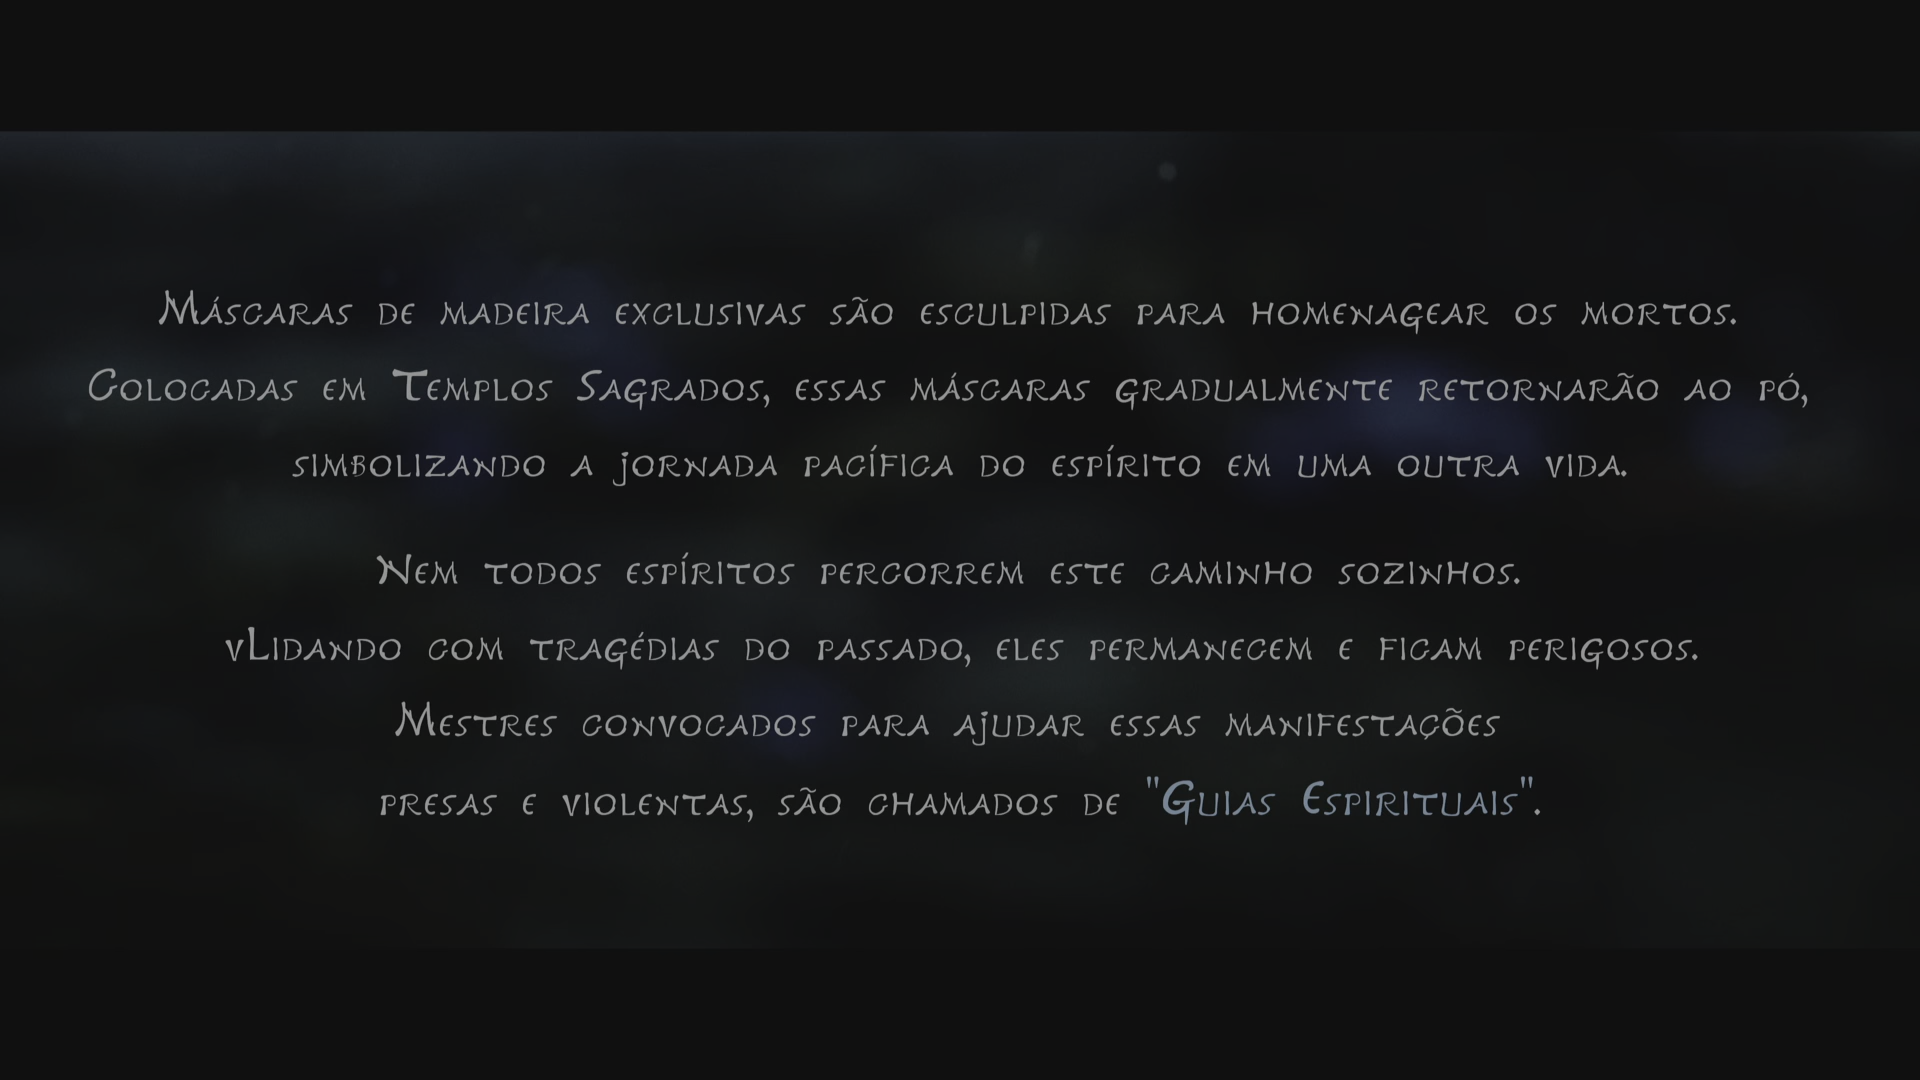 Máscaras de madeira exclusivas são esculpidas para homenagear os mortos.
Colocadas em Templos Sagrados, essas máscaras gradualmente retornarão ao pó,
simbolizando a jornada pacífica do espírito em uma outra vida.
Nem todos espíritos percorrem este caminho sozinhos.
vLidando com tragédias do passado, eles permanecem e ficam perigosos.
Mestres convocados para ajudar essas manifestações
presas e violentas, são chamados de "Guias Espirituais".